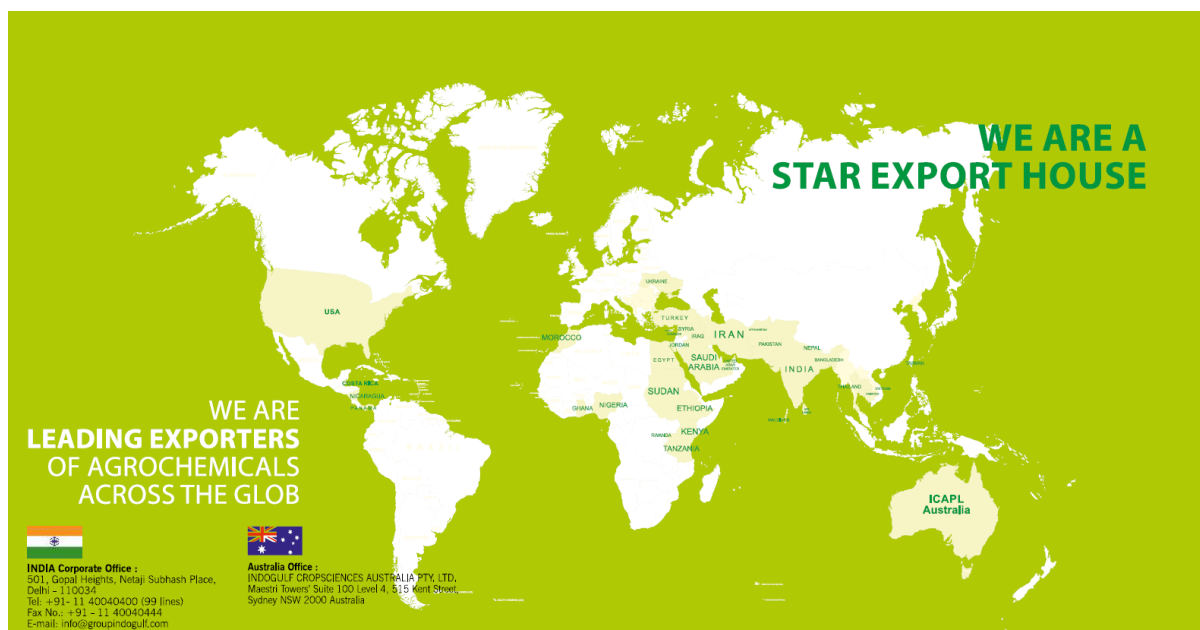 WE ARE A
STAR EXPORT HOUSE
UKRAINE
USA
TURKEY
SYRIA
IRAQ
IRAN
AFGHANISTAN
MOROCCO
JORDAN
PAKISTAN
NEPAL
EGYPT
SAUDI
ARABIA
BANGLADESH
INDIA
COSTA RICA
SUDAN
THAILAND
NICARAGUA
PANAMA
GHANA
NIGERIA
ETHIOPIA
RWANDA
KENYA
TANZANIA
WE ARE
LEADING EXPORTERS
OF AGROCHEMICALS
ACROSS THE GLOB
ICAPL
Australia
INDIA Corporate Office :
501, Gopal Heights, Netaji Subhash Place,
Delhi - 110034
Tel: +91- 11 40040400 (99 lines)
Fax No.: +91 - 11 40040444
E-mail: info@groupindogulf.com
Australia Office :
INDOGULF CROPSCIENCES AUSTRALIA PTY, LTD.
Maestri Towers' Suite 100 Level 4, 515 Kent Street,
Sydney NSW 2000 Australia